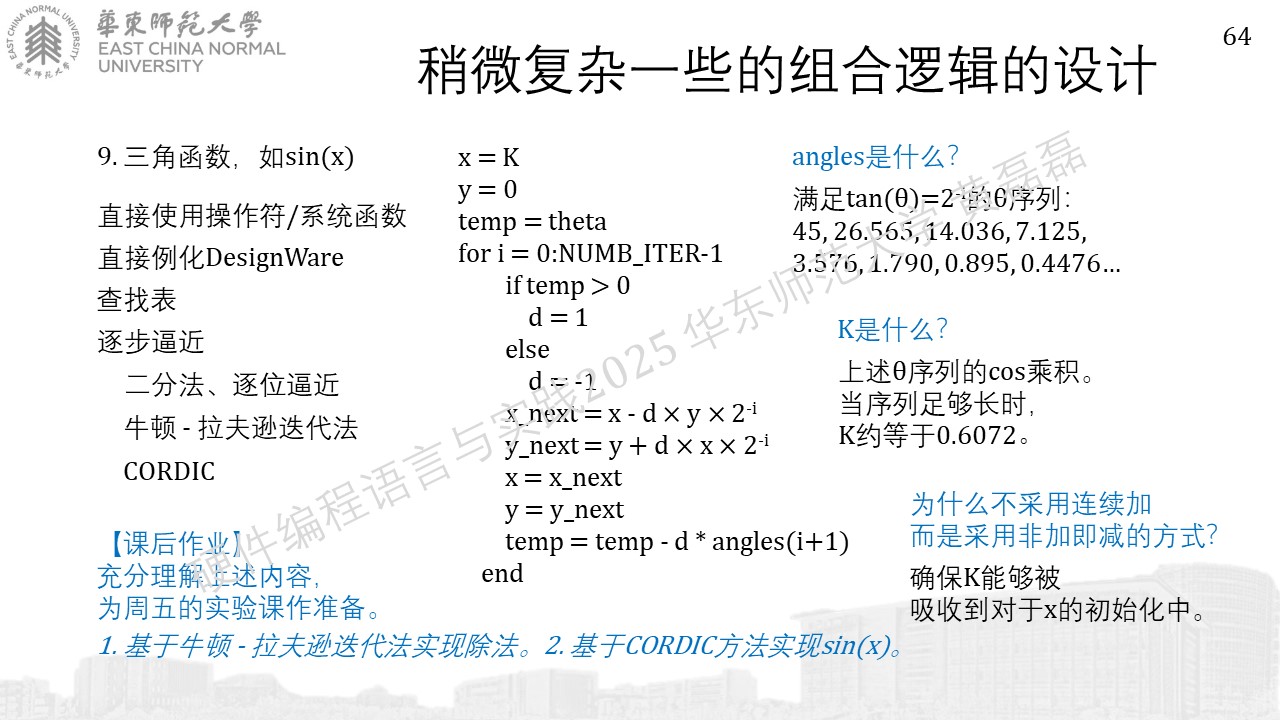 EAST CHINA NORMAL UNIVERSITY
華東師範大學
華東師範大學
EAST CHINA NORMAL
UNIVERSITY
64
稍微复杂一些的组合逻辑的设计
9. 三角函数，如sin(x)
直接使用操作符/系统函数
直接例化DesignWare
查找表
逐步逼近
二分法、逐位逼近
牛顿 - 拉夫逊迭代法
CORDIC
【课后作业】
充分理解上述内容，
为周五的实验课作准备。
1. 基于牛顿 - 拉夫逊迭代法实现除法。2. 基于CORDIC方法实现sin(x)。
x = K
y = 0
temp = theta
for i = 0:NUMB_ITER-1
if temp > 0
d = 1
else
d = -1
x_next = x - d × y × 2⁻ⁱ
y_next = y + d × x × 2⁻ⁱ
x = x_next
y = y_next
temp = temp - d * angles(i+1)
end
angles是什么？
满足tan(θ)=2⁻ⁱ的θ序列：
45, 26.565, 14.036, 7.125,
3.576, 1.790, 0.895, 0.4476…
K是什么？
上述θ序列的cos乘积。
当序列足够长时，
K约等于0.6072。
为什么不采用连续加
而是采用非加即减的方式？
确保K能够被
吸收到对于x的初始化中。
硬件编程语言与实践2025 华东师范大学 黄磊磊